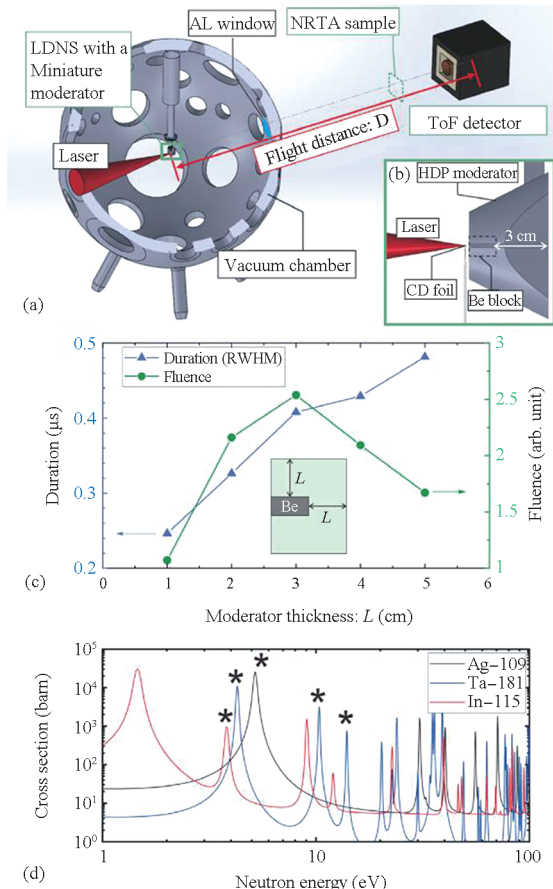 AL window
NRTA sample
LDNS with a
Miniature
moderator
Laser
Flight distance: D
ToF detector
Vacuum chamber
(a)
(b)
HDP moderator
Laser
3 cm
CD foil
Be block
0.5
0.4
0.3
0.2
Duration (μs)
Duration (RWHM)
Fluence
3
2.5
2
1.5
1
Fluence (arb. unit)
L
Be
L
0
1
2
3
4
5
6
(c)
Moderator thickness: L (cm)
10⁵
10⁴
10³
10²
10¹
10⁰
Cross section (barn)
* * * *
*
Ag−109
Ta−181
In−115
1
10
100
(d)
Neutron energy (eV)